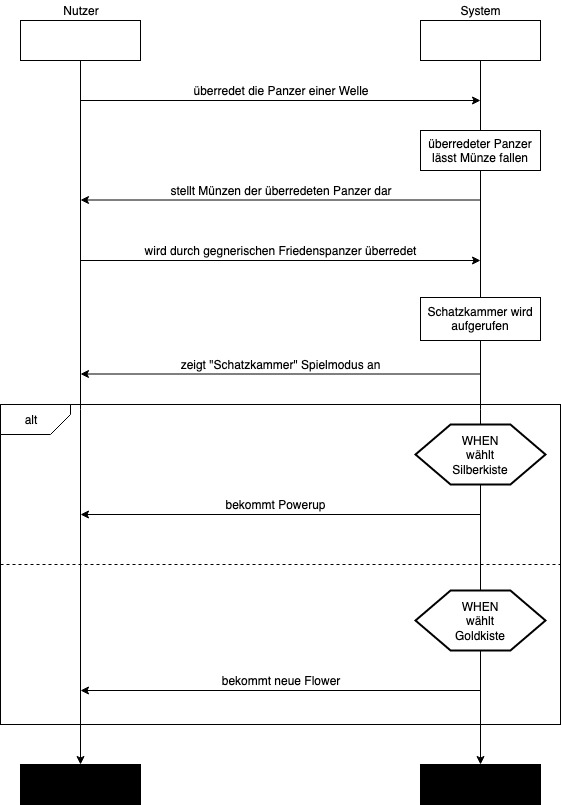 Nutzer
System
überredet die Panzer einer Welle
überredeter Panzer
lässt Münze fallen
stellt Münzen der überredeten Panzer dar
wird durch gegnerischen Friedenspanzer überredet
Schatzkammer wird
aufgerufen
zeigt "Schatzkammer" Spielmodus an
alt
WHEN
wählt
Silberkiste
bekommt Powerup
WHEN
wählt
Goldkiste
bekommt neue Flower